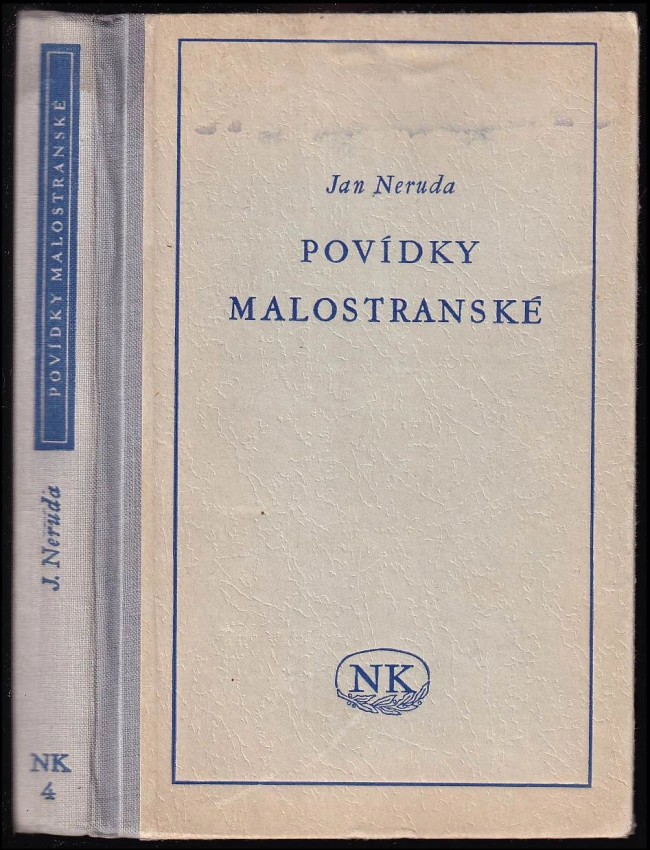 POVÍDKY MALOSTRANSKÉ
J. Neruda
NK
4
Jan Neruda
POVÍDKY
MALOSTRANSKÉ
NK